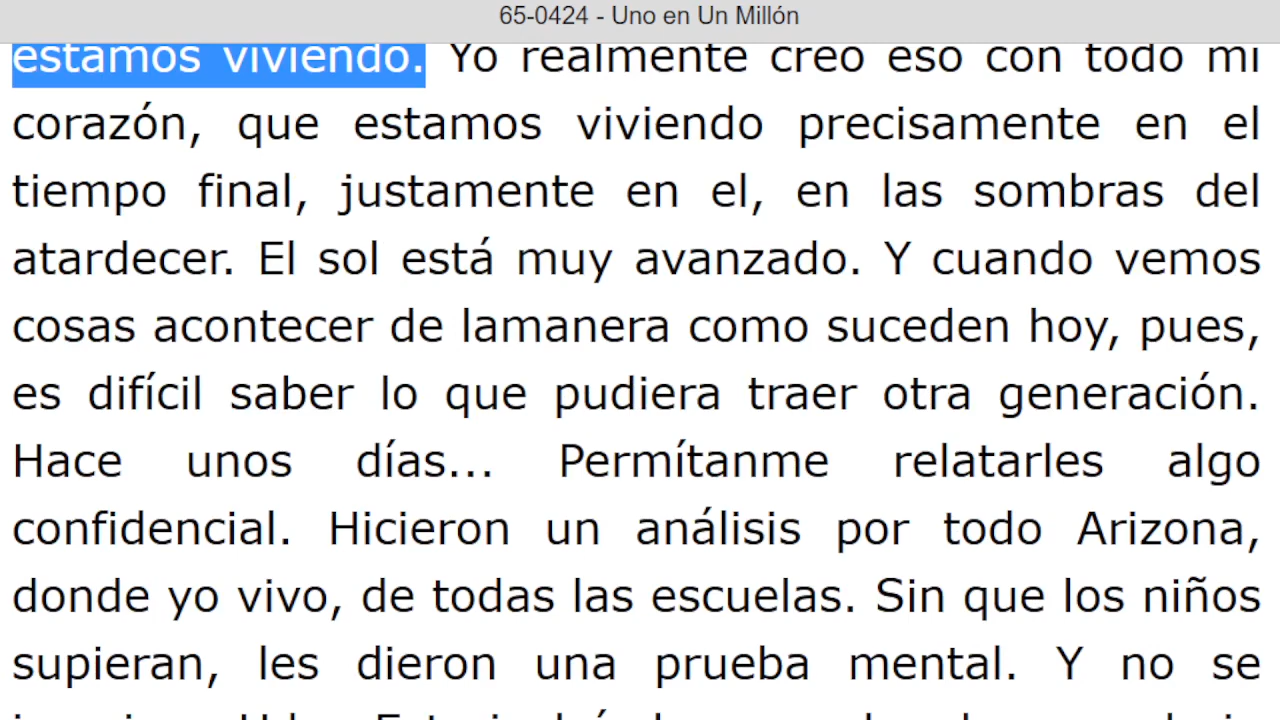 65-0424 - Uno en Un Millón
estamos viviendo. Yo realmente creo eso con todo mi
corazón, que estamos viviendo precisamente en el
tiempo final, justamente en el, en las sombras del
atardecer. El sol está muy avanzado. Y cuando vemos
cosas acontecer de lamanera como suceden hoy, pues,
es difícil saber lo que pudiera traer otra generación.
Hace unos días... Permítanme relatarles algo
confidencial. Hicieron un análisis por todo Arizona,
donde yo vivo, de todas las escuelas. Sin que los niños
supieran, les dieron una prueba mental. Y no se